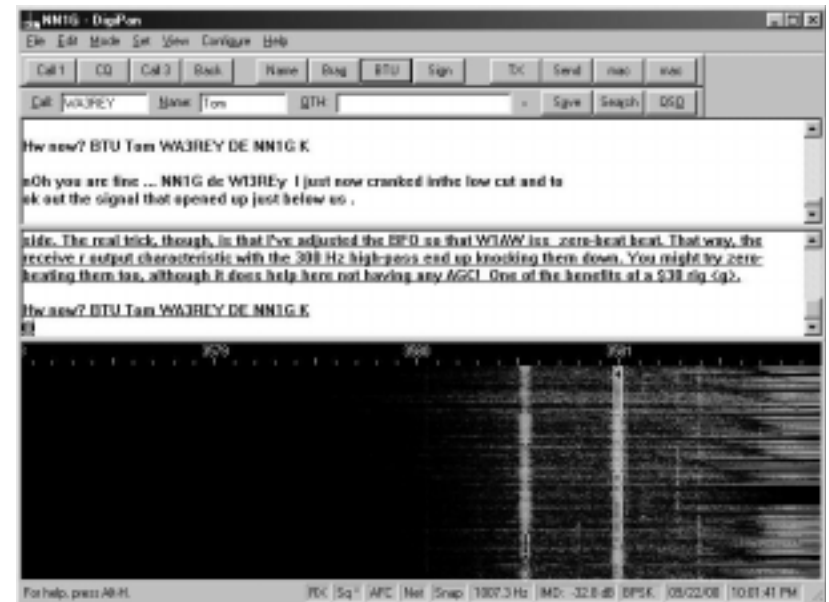 NN1G - DigiPan
File Edit Mode Set View Configure Help
Call 1 CQ Call 3 Back Name Brag BTU Sign TX Send mac mac
Call: WA3REY Name: Tom QTH: Save Search QSO
Hw now? BTU Tom WA3REY DE NN1G K
nOh you are fine ... NN1G de WI3REy I just now cranked inthe low cut and to
ok out the signal that opened up just below us .
side. The real trick, though, is that I've adjusted the BFO so that W1AW iss zero-beat beat. That way, the
receive r output characteristic with the 300 Hz high-pass end up knocking them down. You might try zero-
beating them too, although it does help here not having any AGC! One of the benefits of a $30 rig <g>.
Hw now? BTU Tom WA3REY DE NN1G K
3579 3580 3581
For help, press Alt-H. RX Sq AFC Net Snap 1007.3 Hz IMD: -32.8 dB BPSK 09/22/00 10:01:41 PM